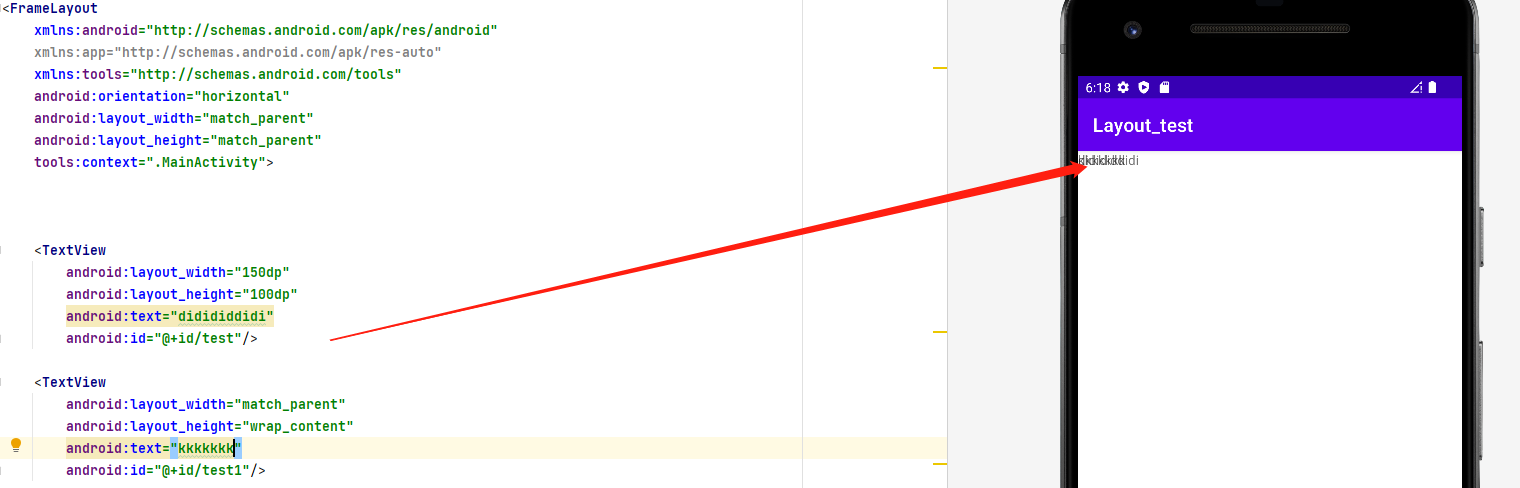 <FrameLayout
xmlns:android="http://schemas.android.com/apk/res/android"
xmlns:app="http://schemas.android.com/apk/res-auto"
xmlns:tools="http://schemas.android.com/tools"
android:orientation="horizontal"
android:layout_width="match_parent"
android:layout_height="match_parent"
tools:context=".MainActivity">
<TextView
android:layout_width="150dp"
android:layout_height="100dp"
android:text="didididdidi"
android:id="@+id/test"/>
<TextView
android:layout_width="match_parent"
android:layout_height="wrap_content"
android:text="kkkkkkk"
android:id="@+id/test1"/>
6:18
Layout_test